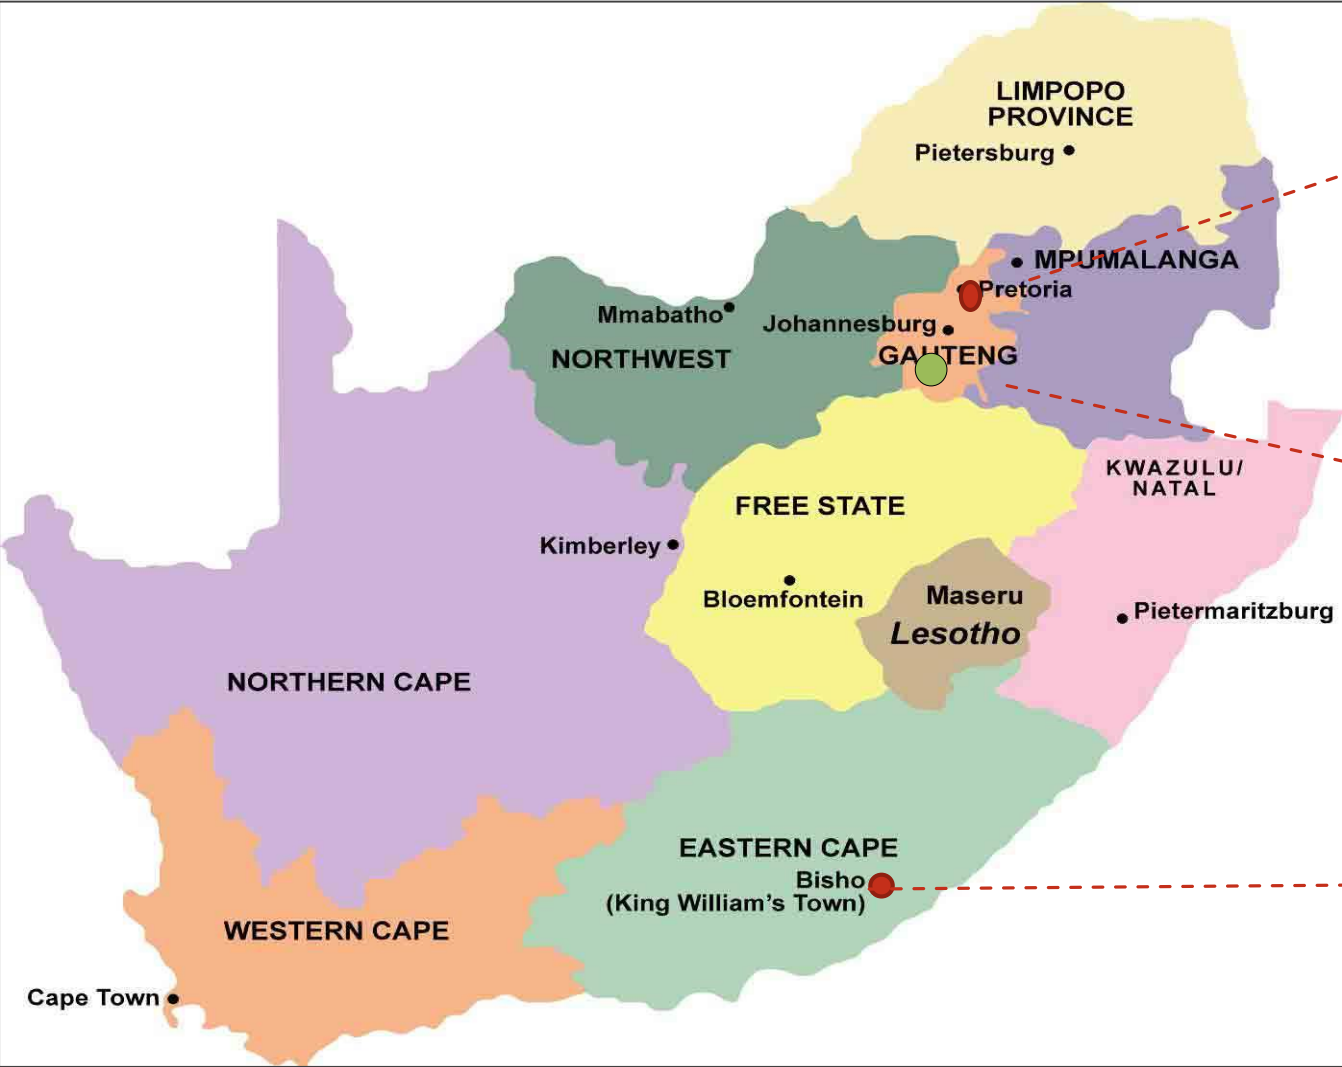 LIMPOPO
PROVINCE
Pietersburg
MPUMALANGA
Pretoria
Mmabatho
Johannesburg
NORTHWEST
GAUTENG
KWAZULU/
NATAL
FREE STATE
Kimberley
Bloemfontein
Maseru
Lesotho
Pietermaritzburg
NORTHERN CAPE
EASTERN CAPE
Bisho
(King William's Town)
WESTERN CAPE
Cape Town